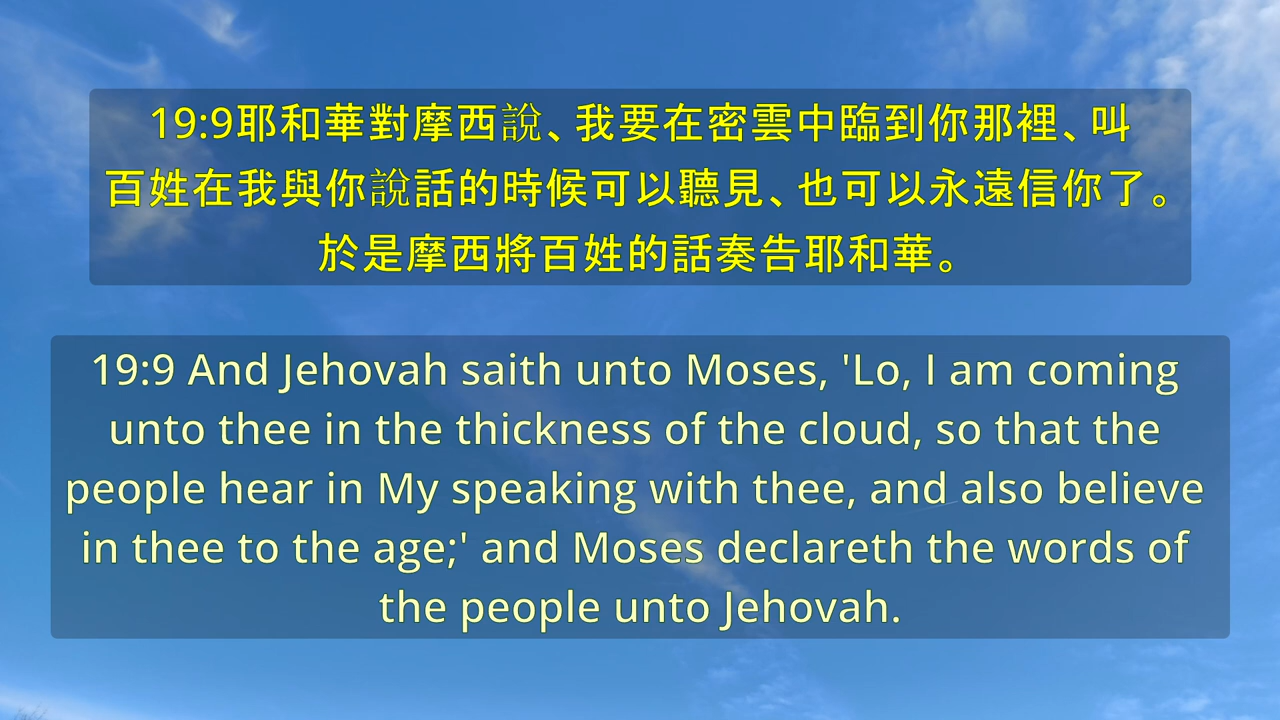 19:9耶和華對摩西說、我要在密雲中臨到你那裡、叫
百姓在我與你說話的時候可以聽見、也可以永遠信你了。
於是摩西將百姓的話奏告耶和華。
19:9 And Jehovah saith unto Moses, 'Lo, I am coming
unto thee in the thickness of the cloud, so that the
people hear in My speaking with thee, and also believe
in thee to the age;' and Moses declareth the words of
the people unto Jehovah.